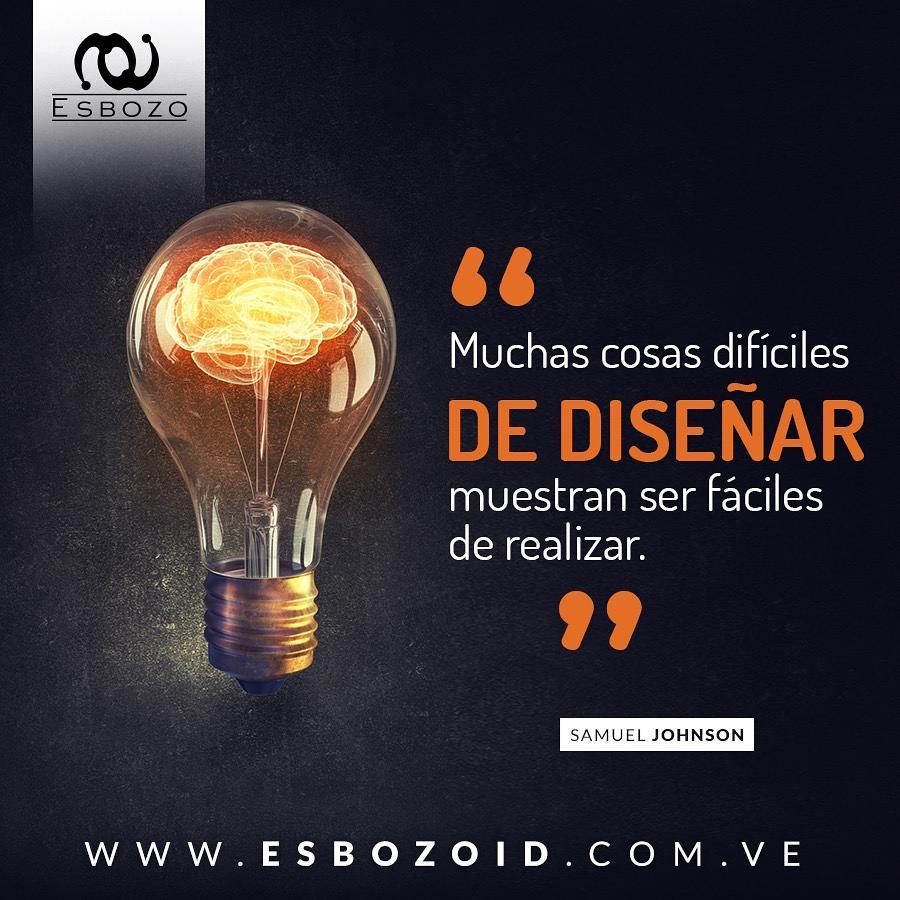 ESBOZO
“
Muchas cosas difíciles
DE DISEÑAR
muestran ser fáciles
de realizar.
”
SAMUEL JOHNSON
WWW.ESBOZOID.COM.VE